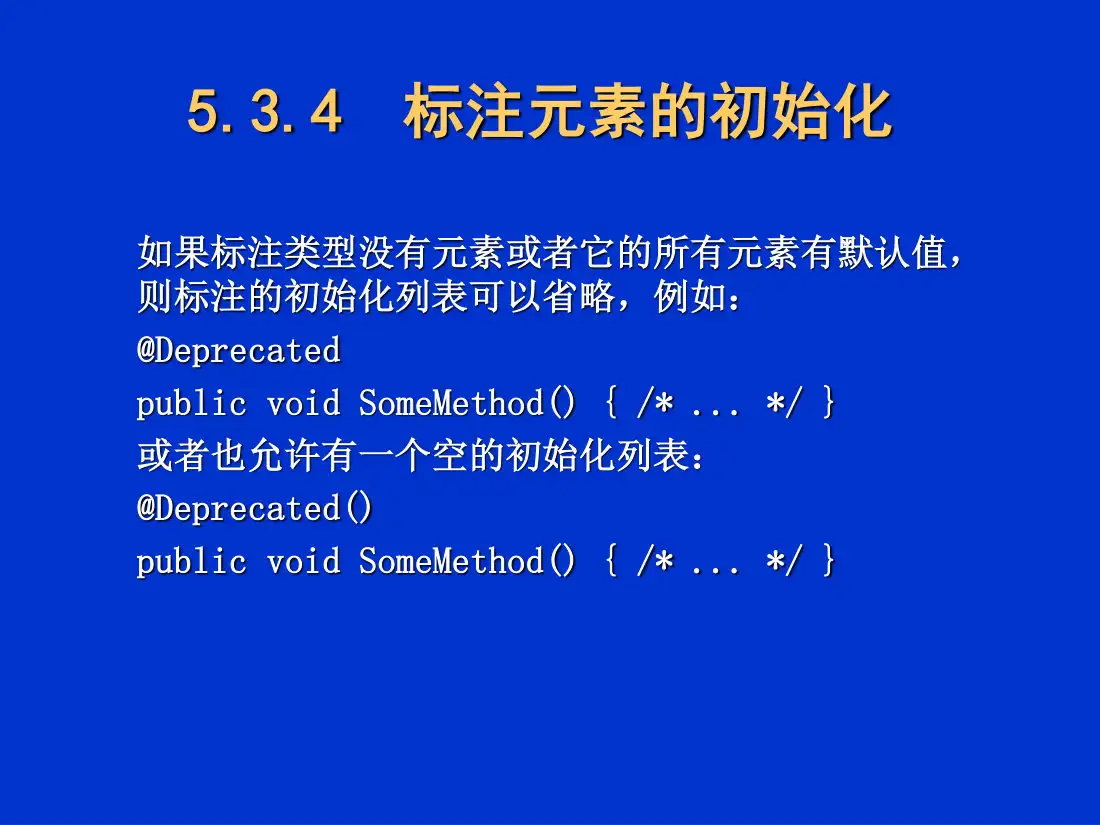 5.3.4 标注元素的初始化
如果标注类型没有元素或者它的所有元素有默认值，
则标注的初始化列表可以省略，例如：
@Deprecated
public void SomeMethod() { /* ... */ }
或者也允许有一个空的初始化列表：
@Deprecated()
public void SomeMethod() { /* ... */ }